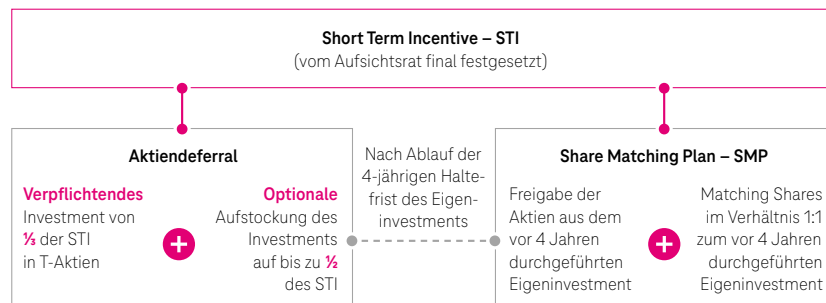 Short Term Incentive – STI
(vom Aufsichtsrat final festgesetzt)
Aktiendeferral
Verpflichtendes
Investment von
⅓ der STI
in T-Aktien
Optionale
Aufstockung des
Investments
auf bis zu ½
des STI
Nach Ablauf der
4-jährigen Halte-
frist des Eigen-
investments
Share Matching Plan – SMP
Freigabe der
Aktien aus dem
vor 4 Jahren
durchgeführten
Eigeninvestment
Matching Shares
im Verhältnis 1:1
zum vor 4 Jahren
durchgeführten
Eigeninvestment